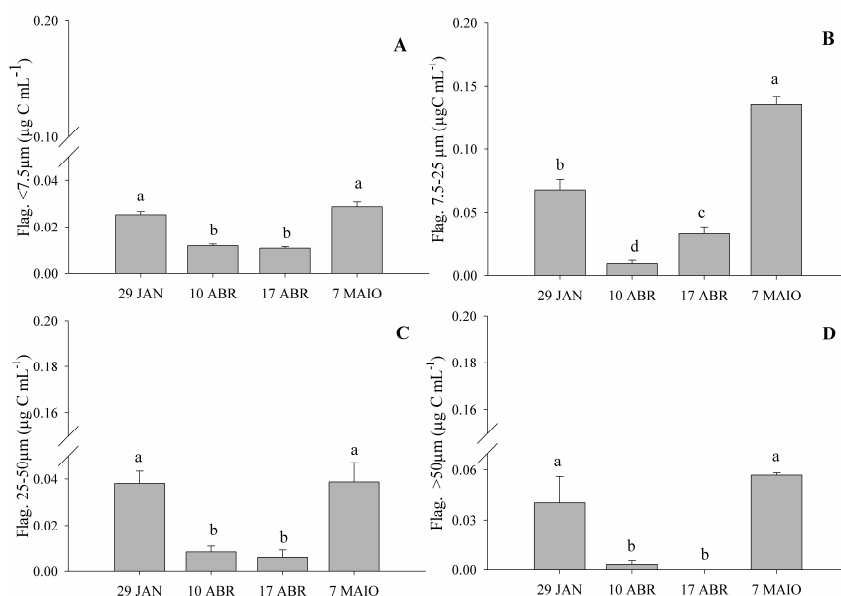 A
Flag. <7.5µm (µg C mL⁻¹)
0.20
0.10
0.04
0.02
0.00
a
b
b
a
29 JAN 10 ABR 17 ABR 7 MAIO
B
Flag. 7.5-25 µm (µgC mL⁻¹)
0.20
0.15
0.10
0.05
0.00
b
d
c
a
29 JAN 10 ABR 17 ABR 7 MAIO
C
Flag. 25-50µm (µg C mL⁻¹)
0.20
0.18
0.16
0.04
0.02
0.00
a
b
b
a
29 JAN 10 ABR 17 ABR 7 MAIO
D
Flag. >50µm (µg C mL⁻¹)
0.20
0.18
0.16
0.06
0.03
0.00
a
b
b
a
29 JAN 10 ABR 17 ABR 7 MAIO